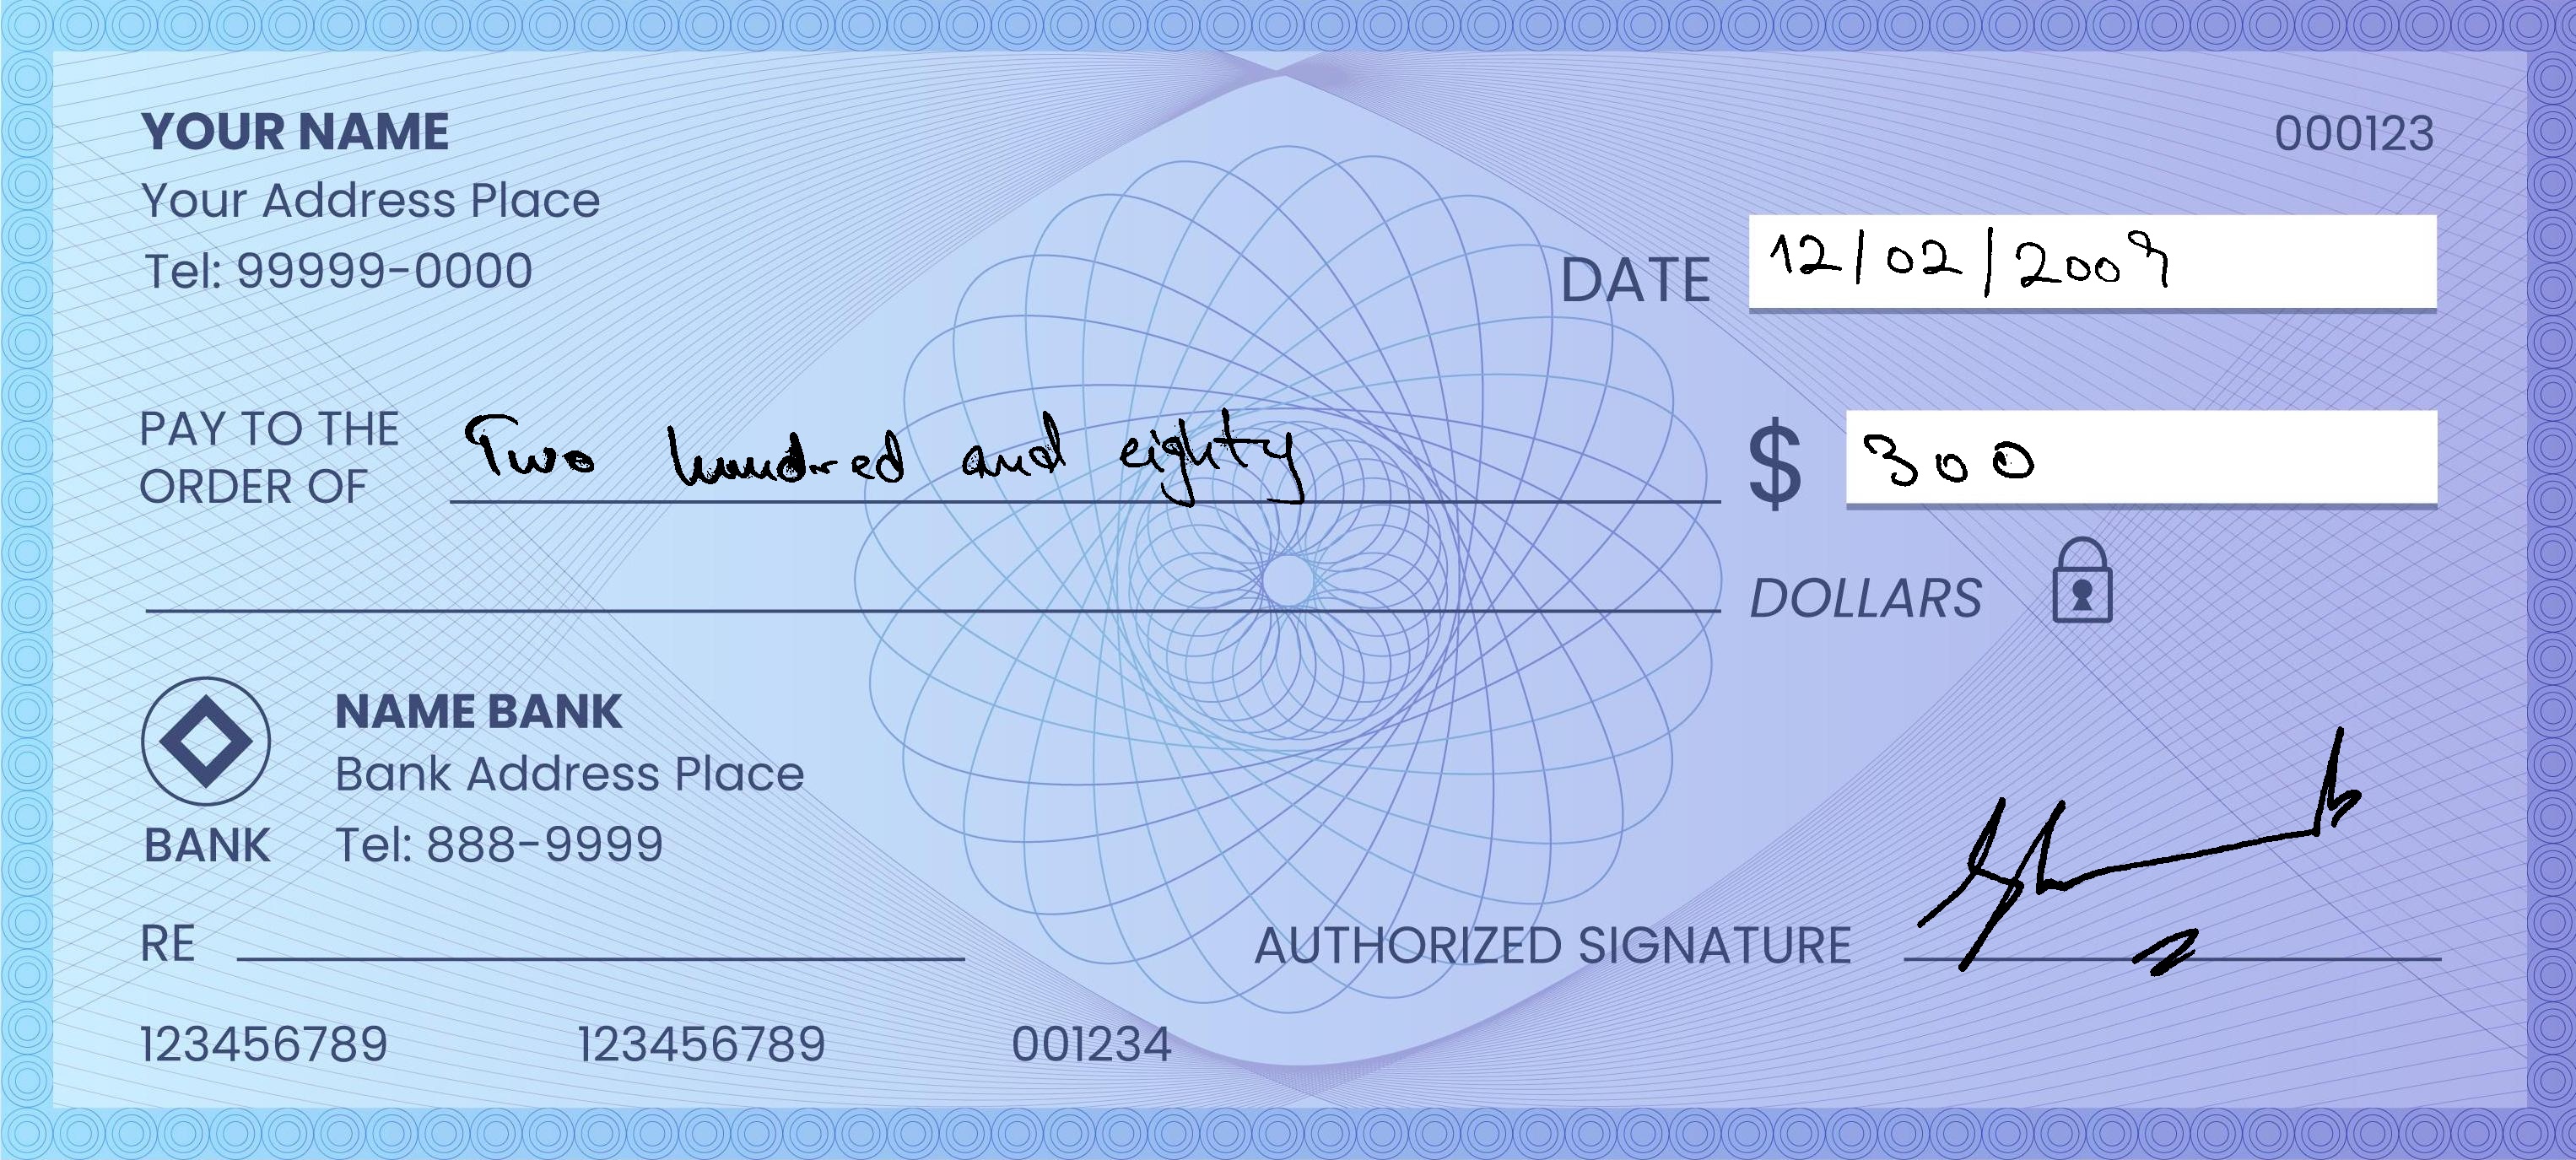 YOUR NAME
000123
Your Address Place
Tel: 99999-0000
DATE 12/02/2009
PAY TO THE
ORDER OF Two hundred and eighty $ 300
DOLLARS
NAME BANK
Bank Address Place
BANK Tel: 888-9999
RE
AUTHORIZED SIGNATURE
123456789 123456789 001234